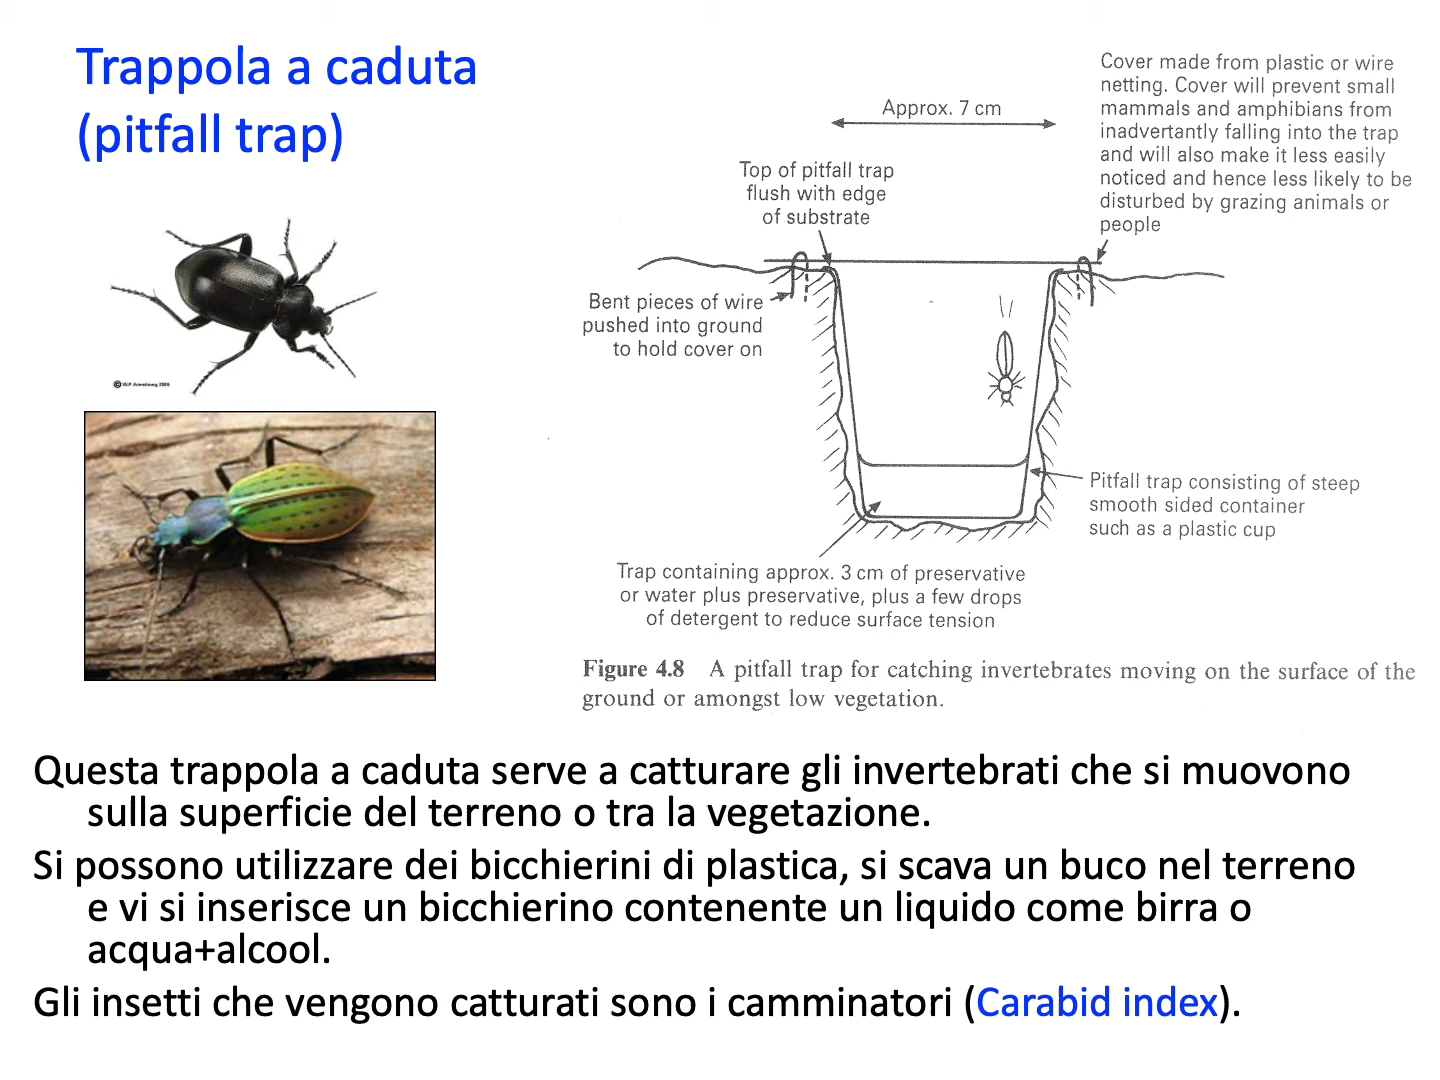 Trappola a caduta
(pitfall trap)
Approx. 7 cm
Cover made from plastic or wire
netting. Cover will prevent small
mammals and amphibians from
inadvertantly falling into the trap
and will also make it less easily
noticed and hence less likely to be
disturbed by grazing animals or
people
Top of pitfall trap
flush with edge
of substrate
Bent pieces of wire
pushed into ground
to hold cover on
© W.P. Armstrong 2008
Pitfall trap consisting of steep
smooth sided container
such as a plastic cup
Trap containing approx. 3 cm of preservative
or water plus preservative, plus a few drops
of detergent to reduce surface tension
Figure 4.8 A pitfall trap for catching invertebrates moving on the surface of the
ground or amongst low vegetation.
Questa trappola a caduta serve a catturare gli invertebrati che si muovono
sulla superficie del terreno o tra la vegetazione.
Si possono utilizzare dei bicchierini di plastica, si scava un buco nel terreno
e vi si inserisce un bicchierino contenente un liquido come birra o
acqua+alcool.
Gli insetti che vengono catturati sono i camminatori (Carabid index).